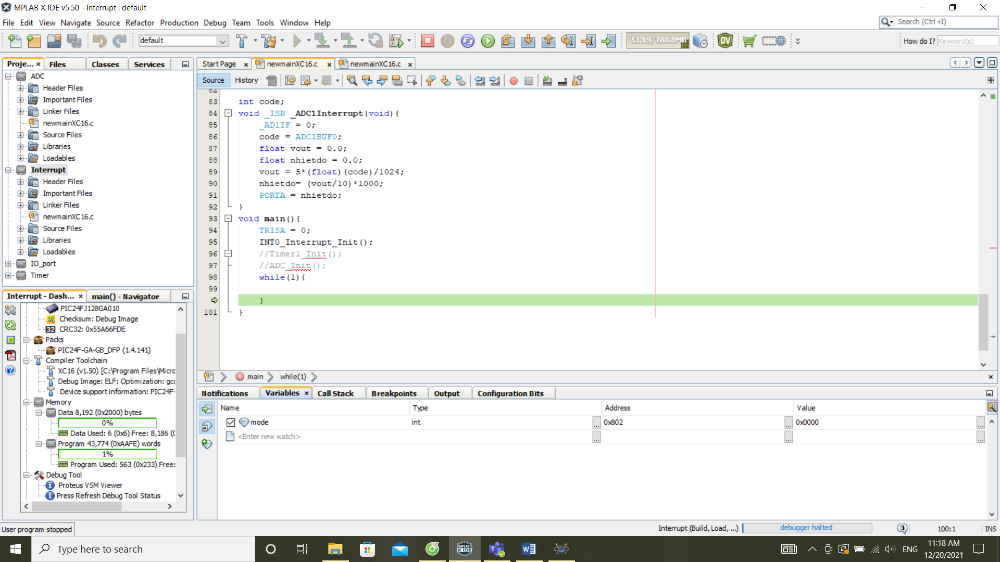 MPLAB X IDE v5.50 - Interrupt : default
File Edit View Navigate Source Refactor Production Debug Team Tools Window Help
Search (Ctrl+I)
default
513.9/788.8MB
DV
How do I?
Keyword(s)
Proje... × Files Classes Services
Start Page × newmainXC16.c × newmainXC16.c ×
Source History
ADC
Header Files
Important Files
Linker Files
newmainXC16.c
Source Files
Libraries
Loadables
Interrupt
Header Files
Important Files
Linker Files
newmainXC16.c
Source Files
Libraries
Loadables
IO_port
Timer
82
83 int code;
84 void _ISR _ADC1Interrupt(void){
85 _AD1IF = 0;
86 code = ADC1BUF0;
87 float vout = 0.0;
88 float nhietdo = 0.0;
89 vout = 5*(float)(code)/1024;
90 nhietdo= (vout/10)*1000;
91 PORTA = nhietdo;
92 }
93 void main(){
94 TRISA = 0;
95 INT0_Interrupt_Init();
96 //Timer1_Init();
97 //ADC_Init();
98 while(1){
99
}
101 }
main while(1)
Interrupt - Dash... × main() - Navigator
PIC24FJ128GA010
Checksum: Debug Image
32 CRC32: 0x55A66FDE
Packs
PIC24F-GA-GB_DFP (1.4.141)
Compiler Toolchain
XC16 (v1.50) [C:\Program Files\Micro
Debug Image: ELF: Optimization: gcc
Device support information: PIC24F-
Memory
Data 8,192 (0x2000) bytes
0%
Data Used: 6 (0x6) Free: 8,186 (0
Program 43,774 (0xAAFE) words
1%
Program Used: 563 (0x233) Free:
Debug Tool
Proteus VSM Viewer
Press Refresh Debug Tool Status
Notifications Variables × Call Stack Breakpoints Output Configuration Bits
Name Type Address Value
mode int ... 0x802 ... 0x0000 ...
<Enter new watch> ... ... ...
User program stopped
Interrupt (Build, Load, ...)
debugger halted
3
100:1
INS
Type here to search
MPLAB X IDE
ENG
11:18 AM
12/20/2021